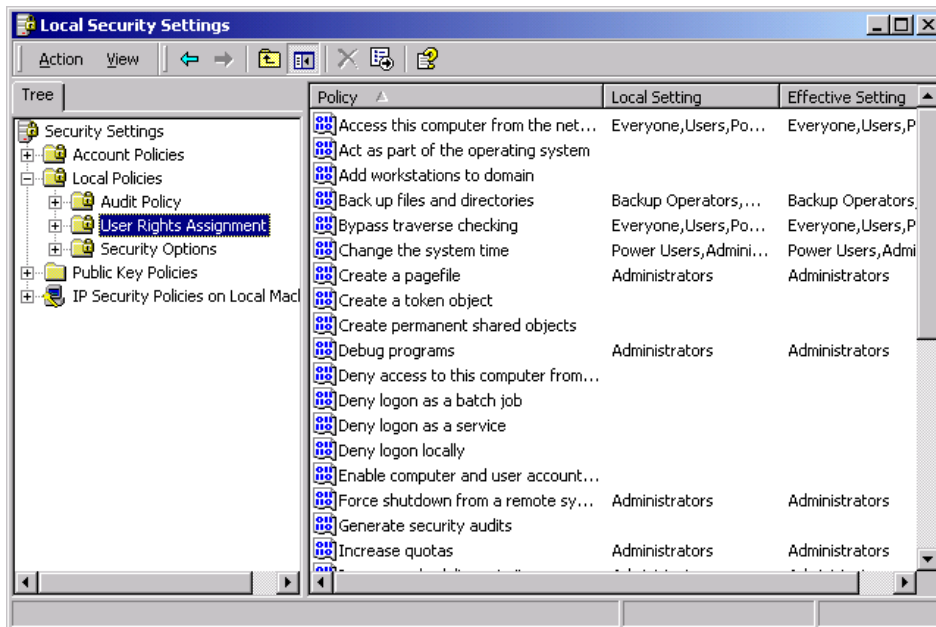 Local Security Settings
Action View
Tree
Policy Local Setting Effective Setting
Security Settings
Account Policies
Local Policies
Audit Policy
User Rights Assignment
Security Options
Public Key Policies
IP Security Policies on Local Macl
Access this computer from the net... Everyone,Users,Po... Everyone,Users,P
Act as part of the operating system
Add workstations to domain
Back up files and directories Backup Operators,... Backup Operators,
Bypass traverse checking Everyone,Users,Po... Everyone,Users,P
Change the system time Power Users,Admini... Power Users,Admi
Create a pagefile Administrators Administrators
Create a token object
Create permanent shared objects
Debug programs Administrators Administrators
Deny access to this computer from...
Deny logon as a batch job
Deny logon as a service
Deny logon locally
Enable computer and user account...
Force shutdown from a remote sy... Administrators Administrators
Generate security audits
Increase quotas Administrators Administrators